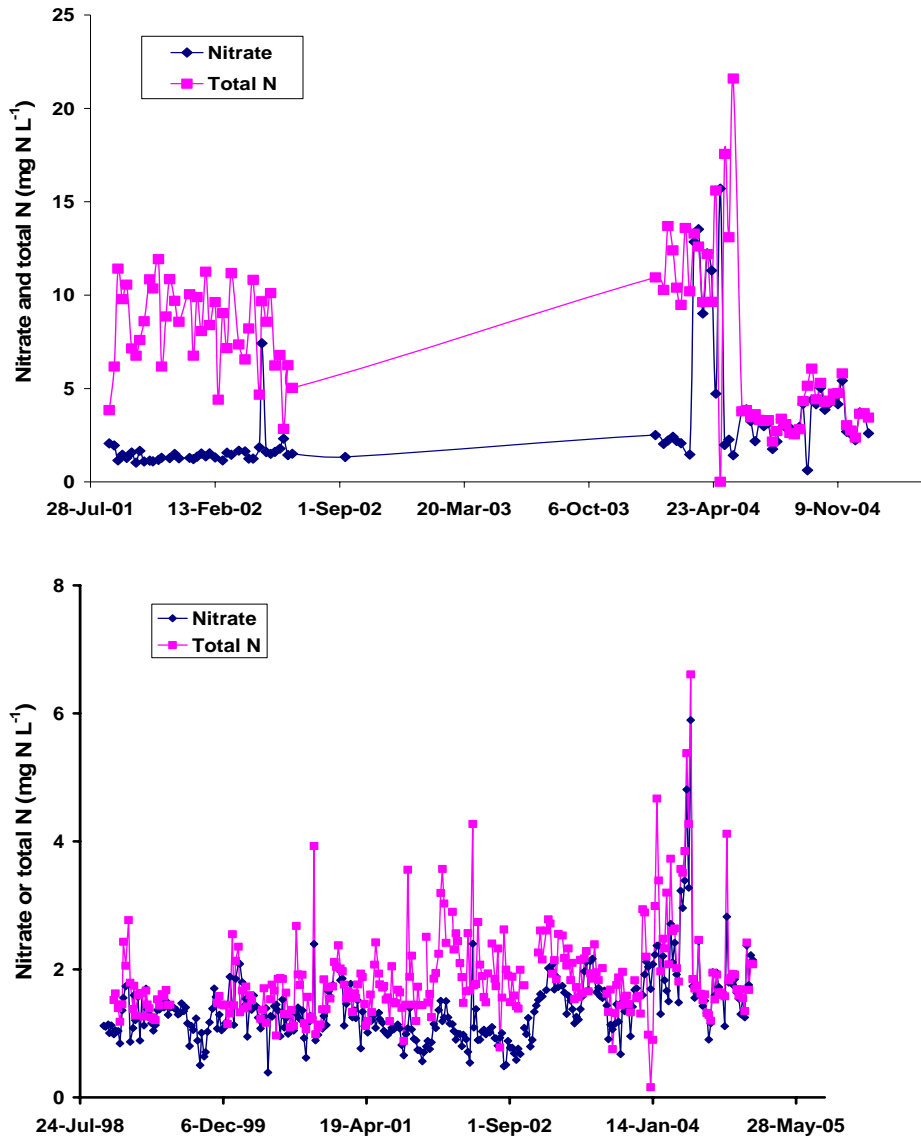 25
20
15
10
5
0
Nitrate and total N (mg N L⁻¹)
Nitrate
Total N
28-Jul-01 13-Feb-02 1-Sep-02 20-Mar-03 6-Oct-03 23-Apr-04 9-Nov-04
8
6
4
2
0
Nitrate or total N (mg N L⁻¹)
Nitrate
Total N
24-Jul-98 6-Dec-99 19-Apr-01 1-Sep-02 14-Jan-04 28-May-05